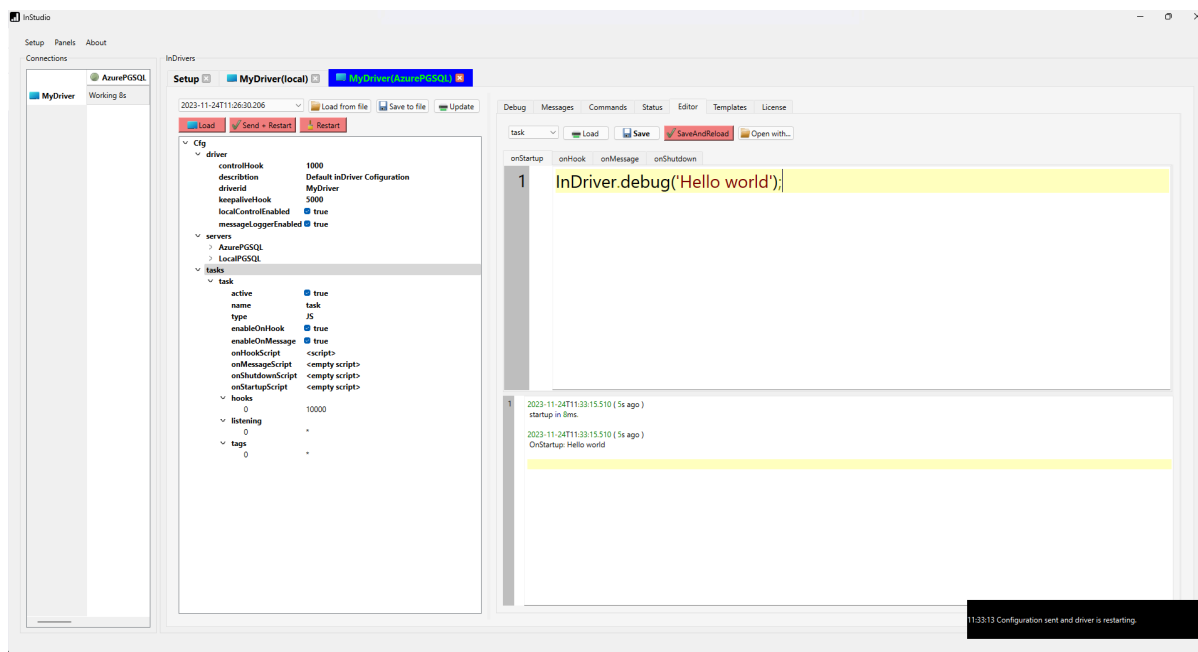 InStudio
Setup Panels About
Connections
InDrivers
AzurePGSQL
MyDriver Working 8s
Setup MyDriver(local) MyDriver(AzurePGSQL)
2023-11-24T11:26:30.206 Load from file Save to file Update
Load Send + Restart Restart
Cfg
driver
controlHook 1000
describtion Default inDriver Cofiguration
driverid MyDriver
keepaliveHook 5000
localControlEnabled true
messageLoggerEnabled true
servers
AzurePGSQL
LocalPGSQL
tasks
task
active true
name task
type JS
enableOnHook true
enableOnMessage true
onHookScript <script>
onMessageScript <empty script>
onShutdownScript <empty script>
onStartupScript <empty script>
hooks
0 10000
listening
0 *
tags
0 *
Debug Messages Commands Status Editor Templates License
task Load Save SaveAndReload Open with...
onStartup onHook onMessage onShutdown
1 InDriver.debug('Hello world');
1 2023-11-24T11:33:15.510 ( 5s ago )
startup in 8ms.
2023-11-24T11:33:15.510 ( 5s ago )
OnStartup: Hello world
11:33:13 Configuration sent and driver is restarting.